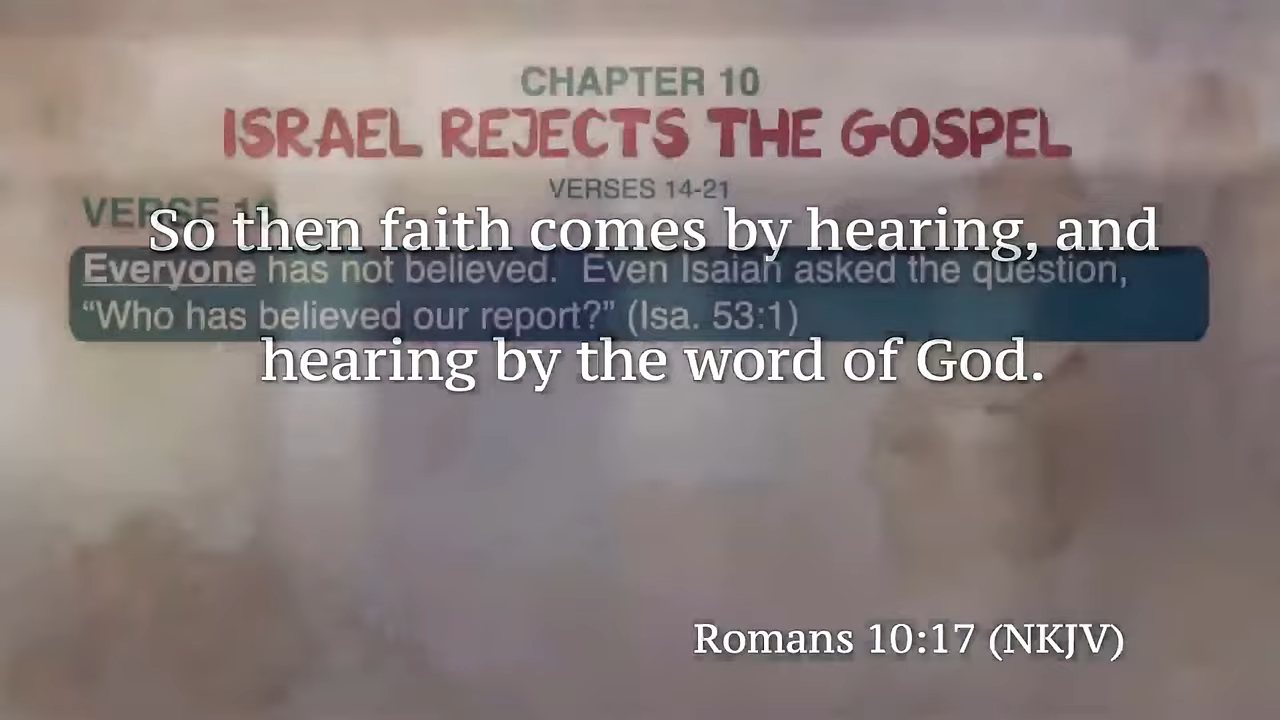 CHAPTER 10
ISRAEL REJECTS THE GOSPEL
VERSES 14-21
VERSE
So then faith comes by hearing, and
Everyone has not believed. Even Isaiah asked the question,
“Who has believed our report?” (Isa. 53:1)
hearing by the word of God.
Romans 10:17 (NKJV)